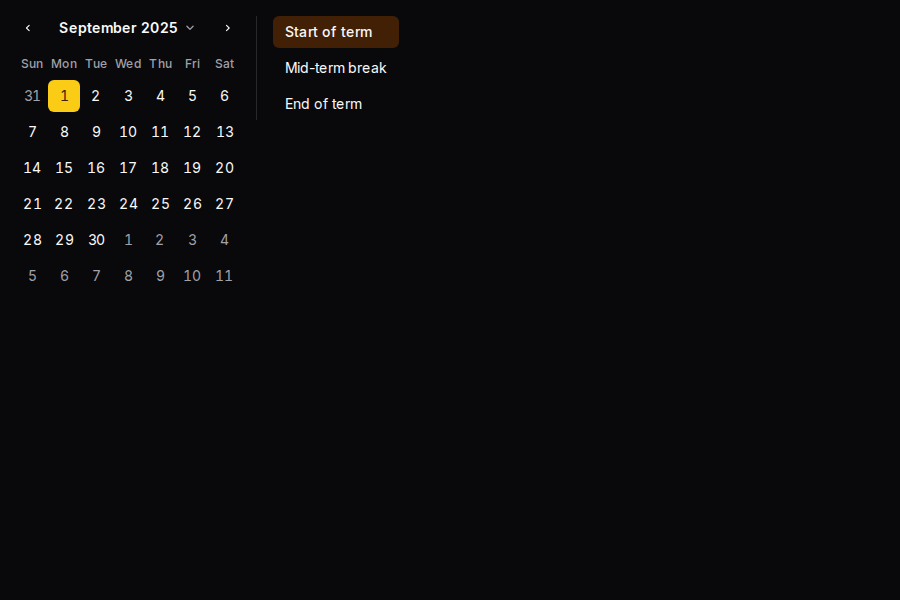 September 2025
Sun Mon Tue Wed Thu Fri Sat
31 1 2 3 4 5 6
7 8 9 10 11 12 13
14 15 16 17 18 19 20
21 22 23 24 25 26 27
28 29 30 1 2 3 4
5 6 7 8 9 10 11
Start of term
Mid-term break
End of term